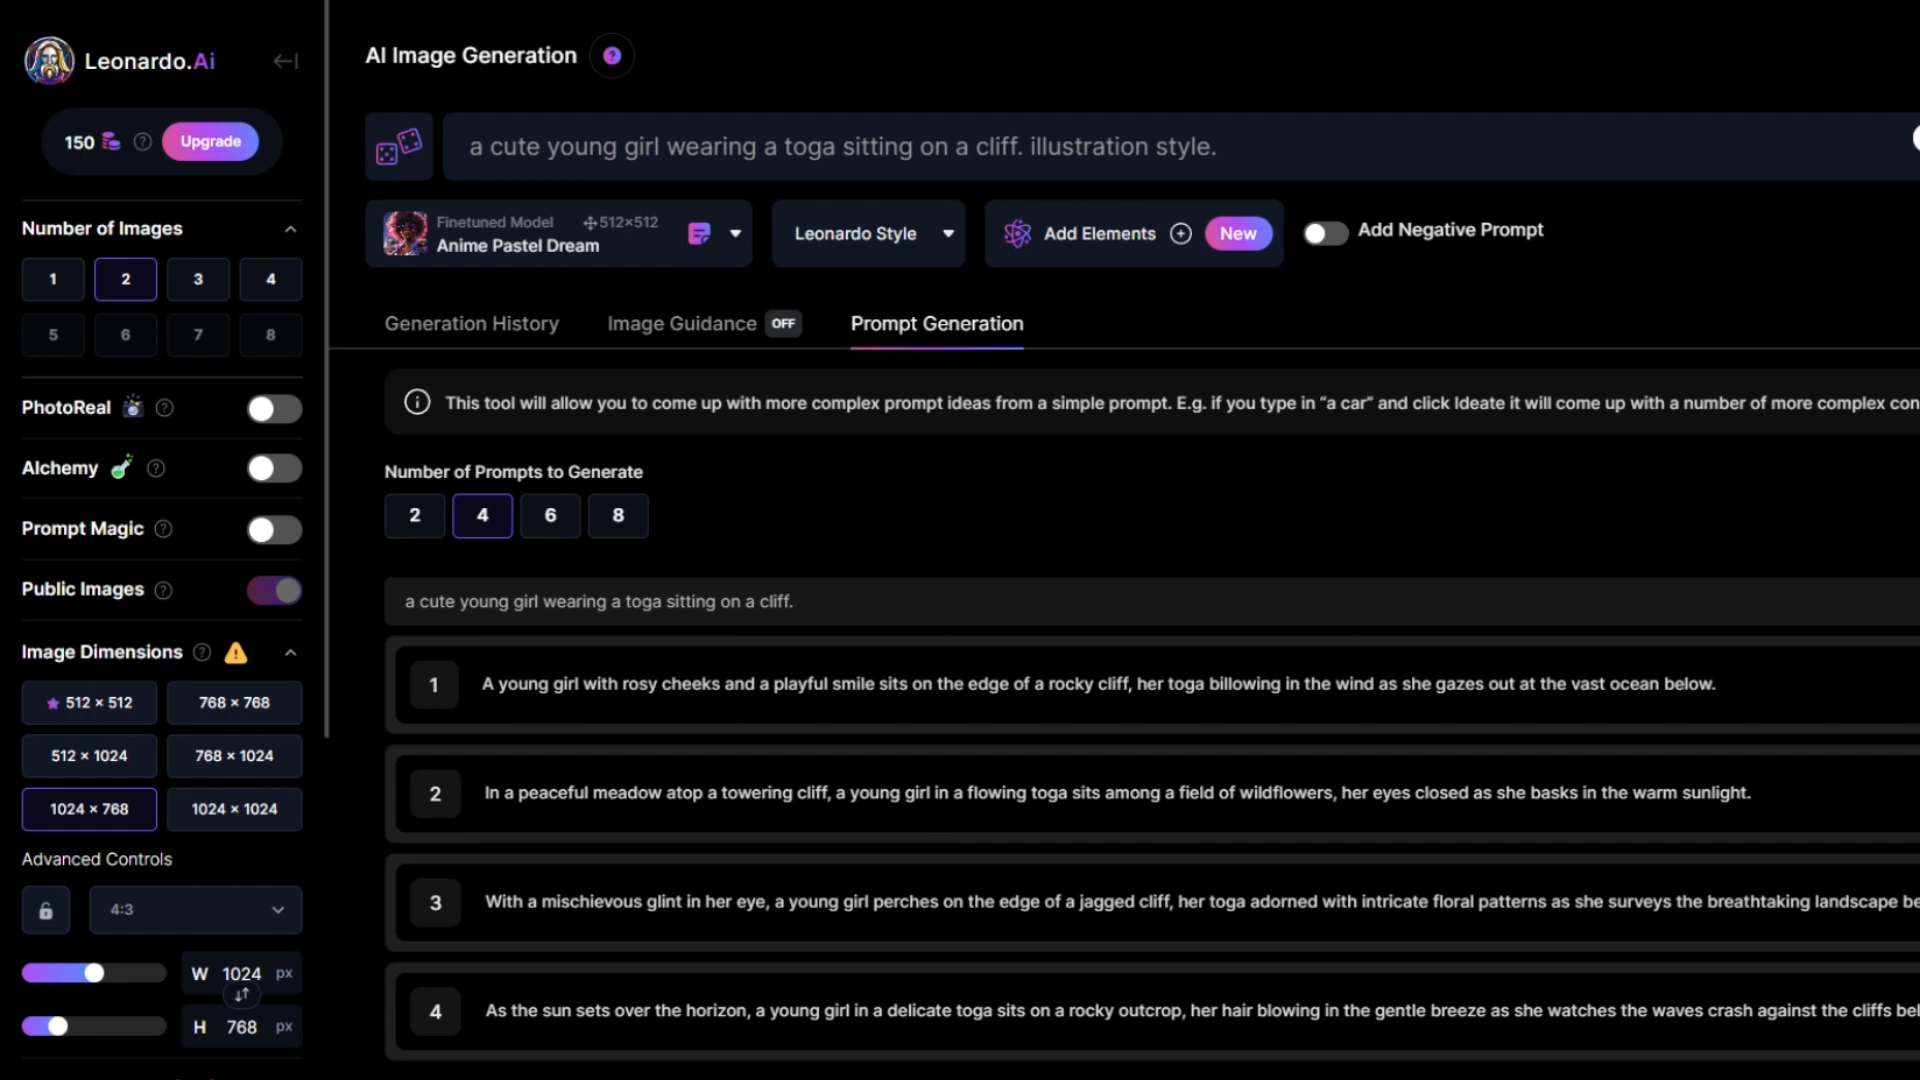 Leonardo.Ai
150 Upgrade
Number of Images
1 2 3 4
5 6 7 8
PhotoReal
Alchemy
Prompt Magic
Public Images
Image Dimensions
512 × 512 768 × 768
512 × 1024 768 × 1024
1024 × 768 1024 × 1024
Advanced Controls
4:3
W 1024 px
H 768 px
AI Image Generation ?
a cute young girl wearing a toga sitting on a cliff. illustration style.
Finetuned Model 512×512
Anime Pastel Dream
Leonardo Style
Add Elements New
Add Negative Prompt
Generation History Image Guidance OFF Prompt Generation
This tool will allow you to come up with more complex prompt ideas from a simple prompt. E.g. if you type in “a car” and click Ideate it will come up with a number of more complex con
Number of Prompts to Generate
2 4 6 8
a cute young girl wearing a toga sitting on a cliff.
1 A young girl with rosy cheeks and a playful smile sits on the edge of a rocky cliff, her toga billowing in the wind as she gazes out at the vast ocean below.
2 In a peaceful meadow atop a towering cliff, a young girl in a flowing toga sits among a field of wildflowers, her eyes closed as she basks in the warm sunlight.
3 With a mischievous glint in her eye, a young girl perches on the edge of a jagged cliff, her toga adorned with intricate floral patterns as she surveys the breathtaking landscape be
4 As the sun sets over the horizon, a young girl in a delicate toga sits on a rocky outcrop, her hair blowing in the gentle breeze as she watches the waves crash against the cliffs bel